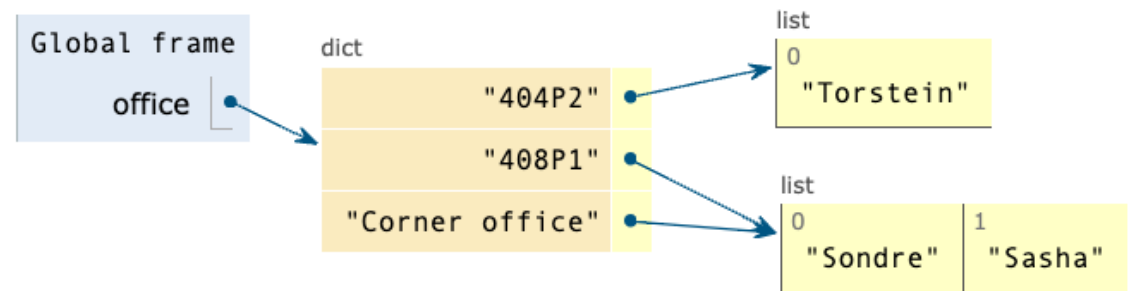 Global frame
office
dict
"404P2"
"408P1"
"Corner office"
list
0
"Torstein"
list
0 1
"Sondre" "Sasha"